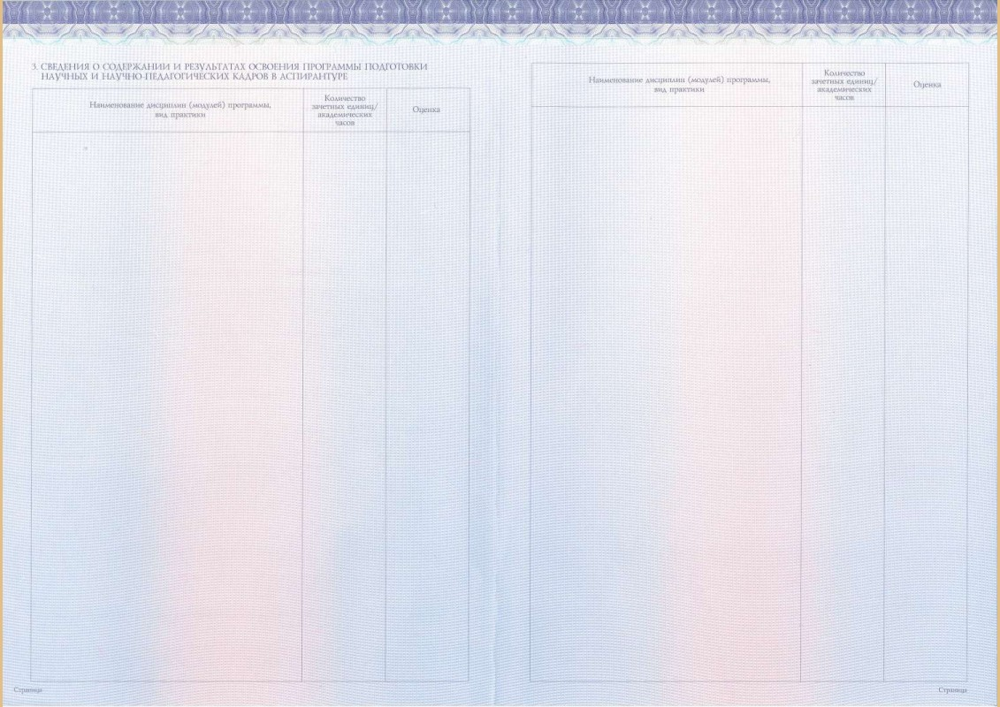 3. СВЕДЕНИЯ О СОДЕРЖАНИИ И РЕЗУЛЬТАТАХ ОСВОЕНИЯ ПРОГРАММЫ ПОДГОТОВКИ
НАУЧНЫХ И НАУЧНО-ПЕДАГОГИЧЕСКИХ КАДРОВ В АСПИРАНТУРЕ
Наименование дисциплин (модулей) программы,
вид практики
Количество
зачетных единиц/
академических
часов
Оценка
Наименование дисциплин (модулей) программы,
вид практики
Количество
зачетных единиц/
академических
часов
Оценка
Страница
Страница